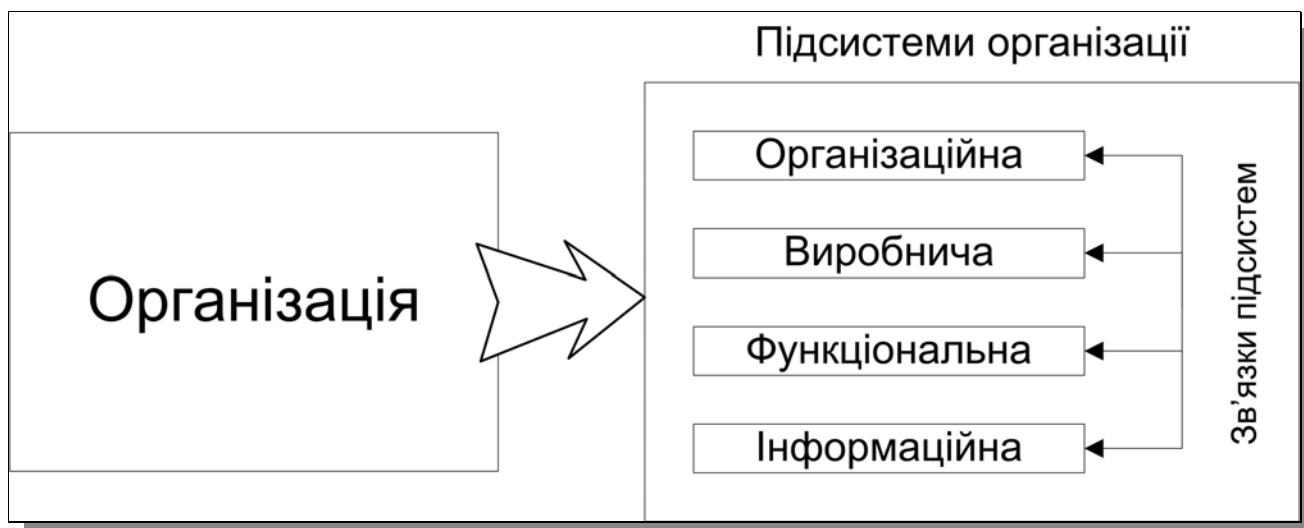 Підсистеми організації
Організація
Організаційна
Виробнича
Функціональна
Інформаційна
Зв’язки підсистем